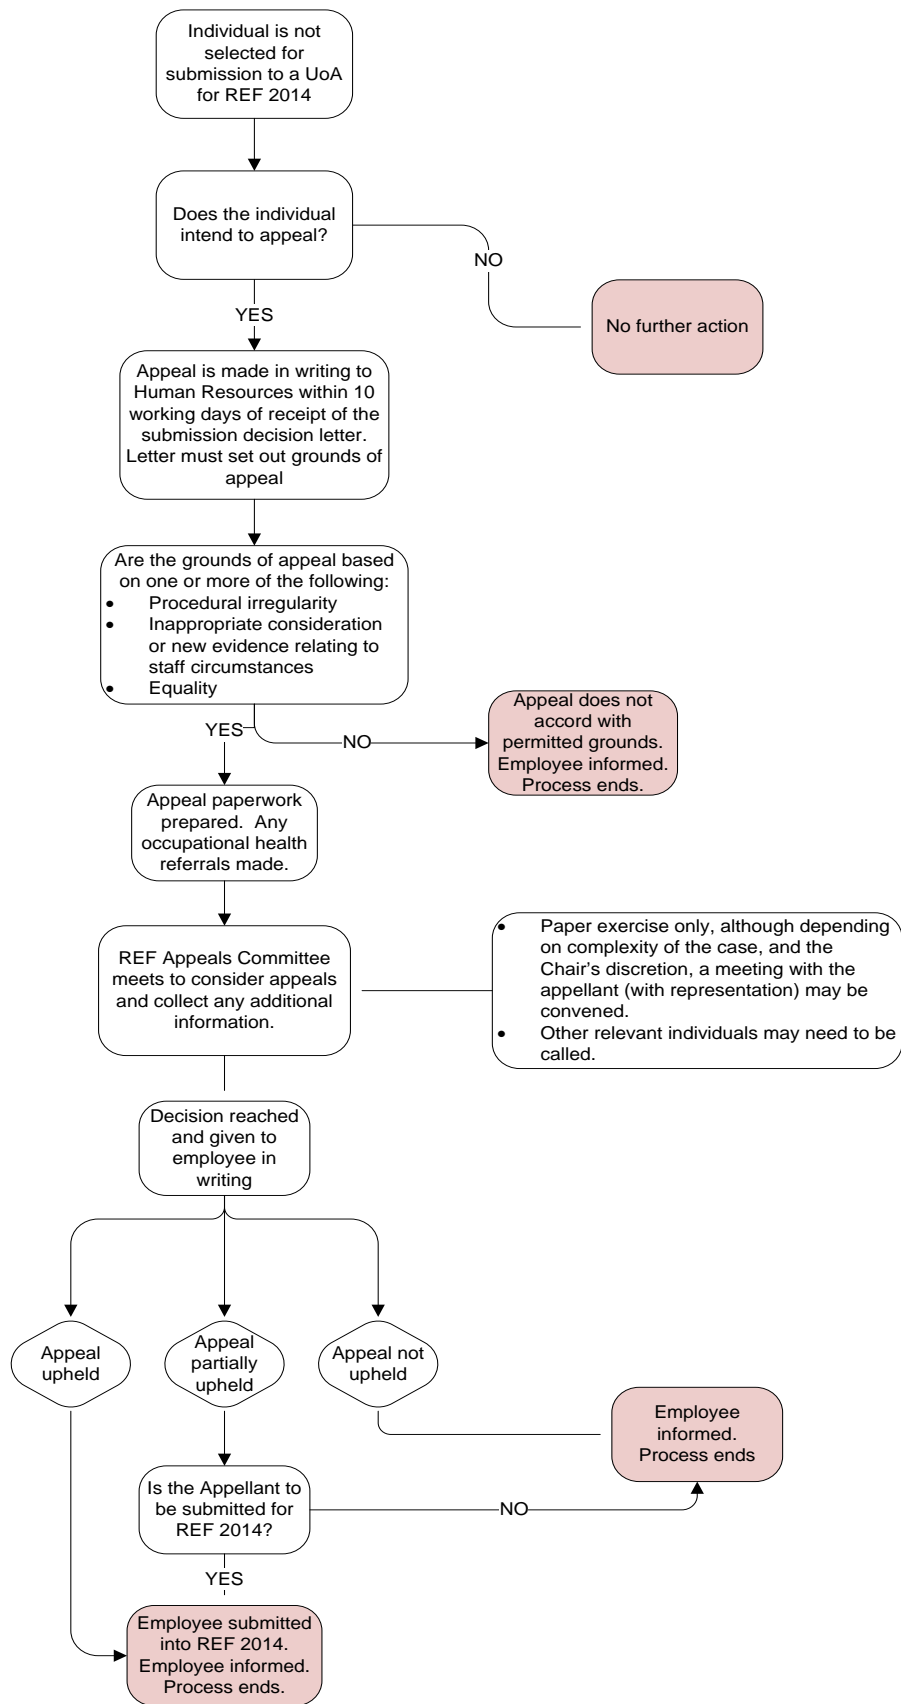 Individual is not
selected for
submission to a UoA
for REF 2014
Does the individual
intend to appeal?
NO
No further action
YES
Appeal is made in writing to
Human Resources within 10
working days of receipt of the
submission decision letter.
Letter must set out grounds of
appeal
Are the grounds of appeal based
on one or more of the following:
• Procedural irregularity
• Inappropriate consideration
or new evidence relating to
staff circumstances
• Equality
YES
NO
Appeal does not
accord with
permitted grounds.
Employee informed.
Process ends.
Appeal paperwork
prepared. Any
occupational health
referrals made.
REF Appeals Committee
meets to consider appeals
and collect any additional
information.
• Paper exercise only, although depending
on complexity of the case, and the
Chair's discretion, a meeting with the
appellant (with representation) may be
convened.
• Other relevant individuals may need to be
called.
Decision reached
and given to
employee in
writing
Appeal
upheld
Appeal
partially
upheld
Appeal not
upheld
Employee
informed.
Process ends
Is the Appellant to
be submitted for
REF 2014?
NO
YES
Employee submitted
into REF 2014.
Employee informed.
Process ends.